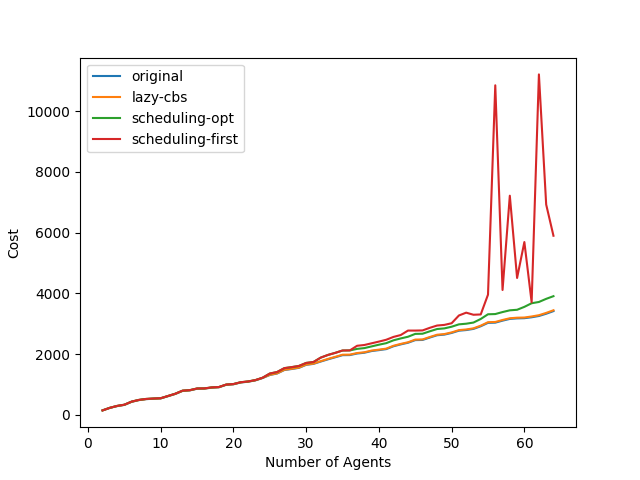 original
lazy-cbs
scheduling-opt
scheduling-first
10000
8000
6000
4000
2000
0
Cost
0 10 20 30 40 50 60
Number of Agents